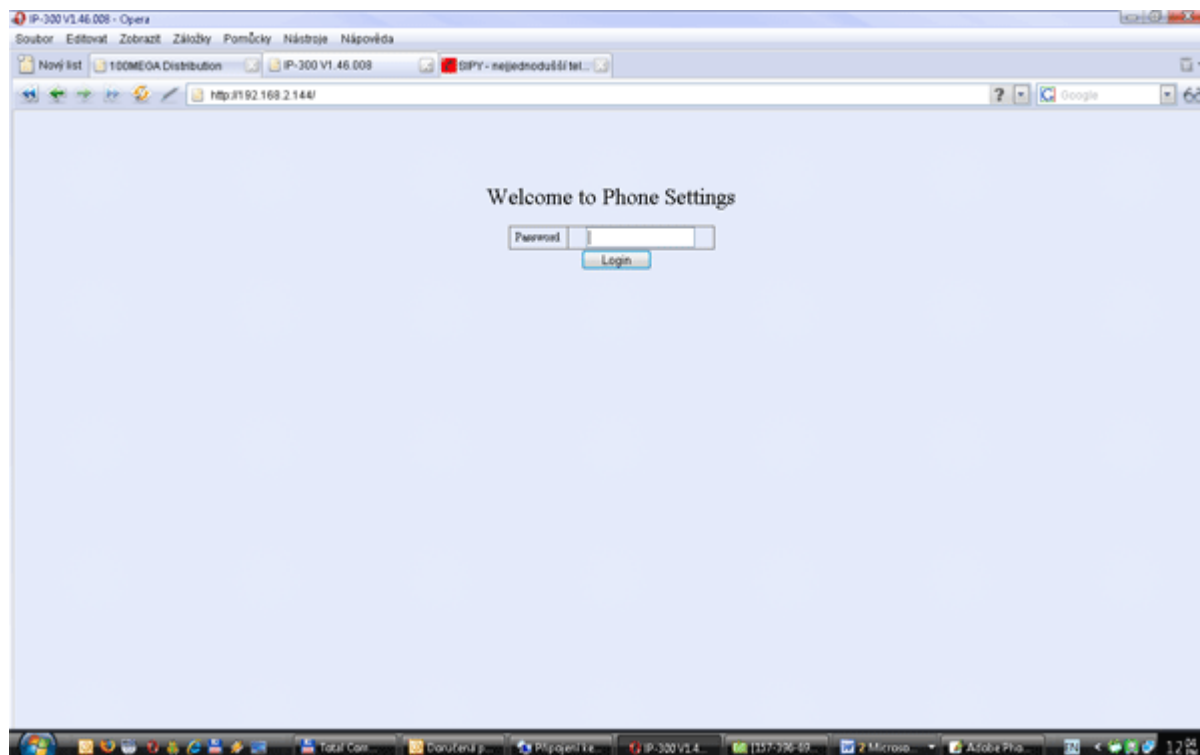 IP-300 V1.46.008 - Opera
Soubor Editovat Zobrazit Záložky Pomůcky Nástroje Nápověda
Nový list 100MEGA Distribution IP-300 V1.46.008 SIPY - nejjednodušší tel...
http://192.168.2.144/ ? Google
Welcome to Phone Settings
Password
Login
Total Com... Doručená p... Připojení ke... IP-300 V1.4... 2 Microso... Adobe Pho...